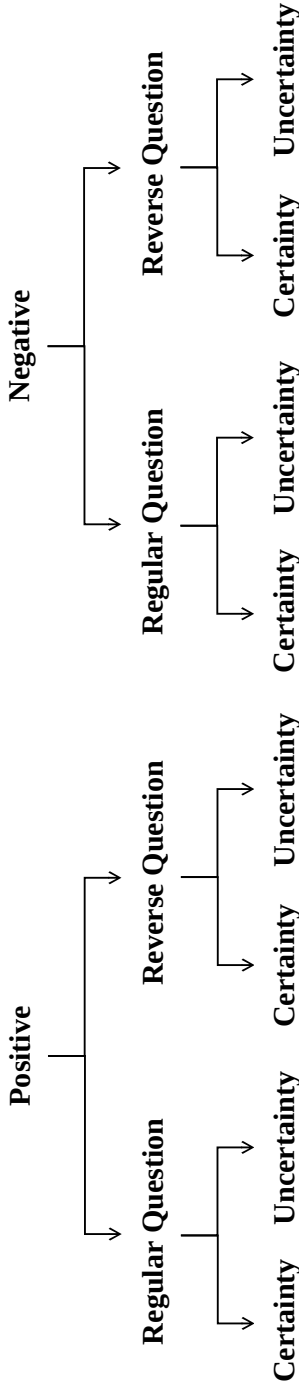 Positive Negative
Regular Question Reverse Question Regular Question Reverse Question
Certainty Uncertainty Certainty Uncertainty Certainty Uncertainty Certainty Uncertainty